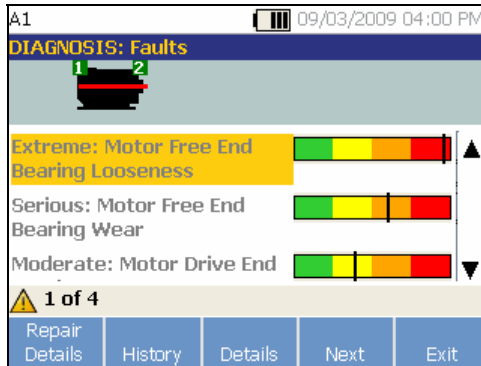 A1 09/03/2009 04:00 PM
DIAGNOSIS: Faults
1 2
Extreme: Motor Free End
Bearing Looseness
Serious: Motor Free End
Bearing Wear
Moderate: Motor Drive End
1 of 4
Repair
Details History Details Next Exit